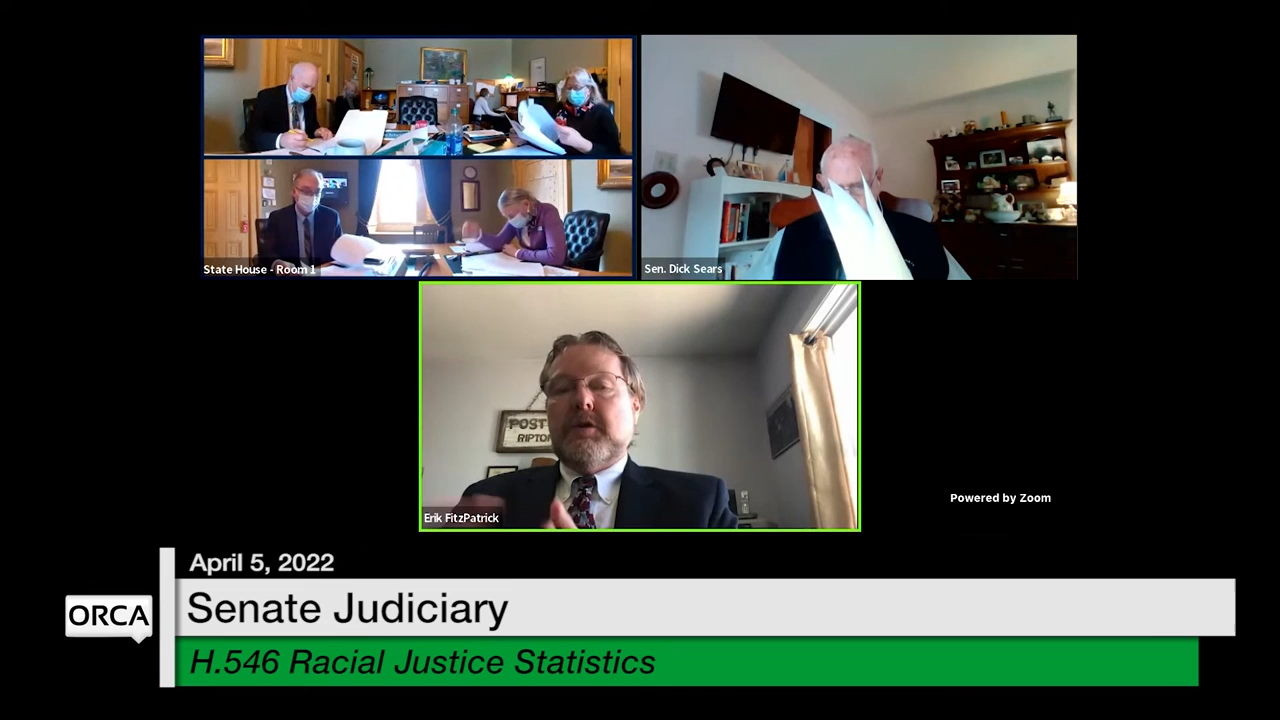 State House - Room 1
Sen. Dick Sears
POST
RIPTON
Erik FitzPatrick
Powered by Zoom
April 5, 2022
ORCA
Senate Judiciary
H.546 Racial Justice Statistics